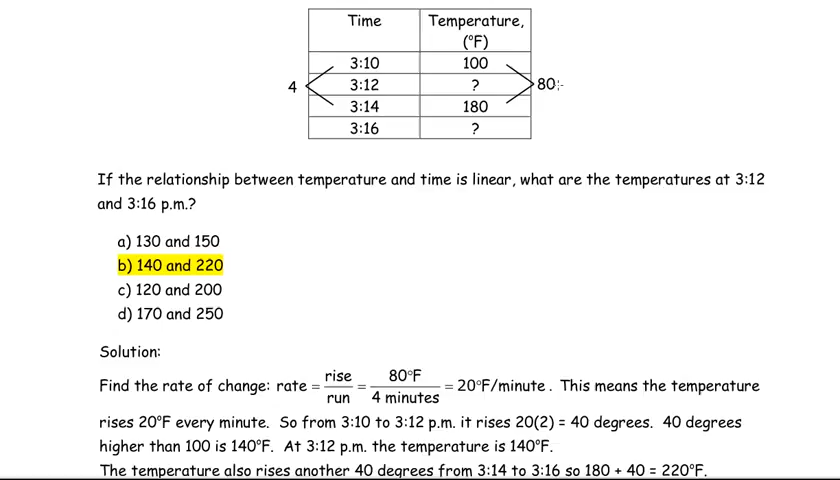 Time Temperature,
(°F)
3:10 100
4 3:12 ? 80
3:14 180
3:16 ?
If the relationship between temperature and time is linear, what are the temperatures at 3:12
and 3:16 p.m.?
a) 130 and 150
b) 140 and 220
c) 120 and 200
d) 170 and 250
Solution:
Find the rate of change: rate = rise/run = 80°F/4 minutes = 20°F/minute . This means the temperature
rises 20°F every minute. So from 3:10 to 3:12 p.m. it rises 20(2) = 40 degrees. 40 degrees
higher than 100 is 140°F. At 3:12 p.m. the temperature is 140°F.
The temperature also rises another 40 degrees from 3:14 to 3:16 so 180 + 40 = 220°F.